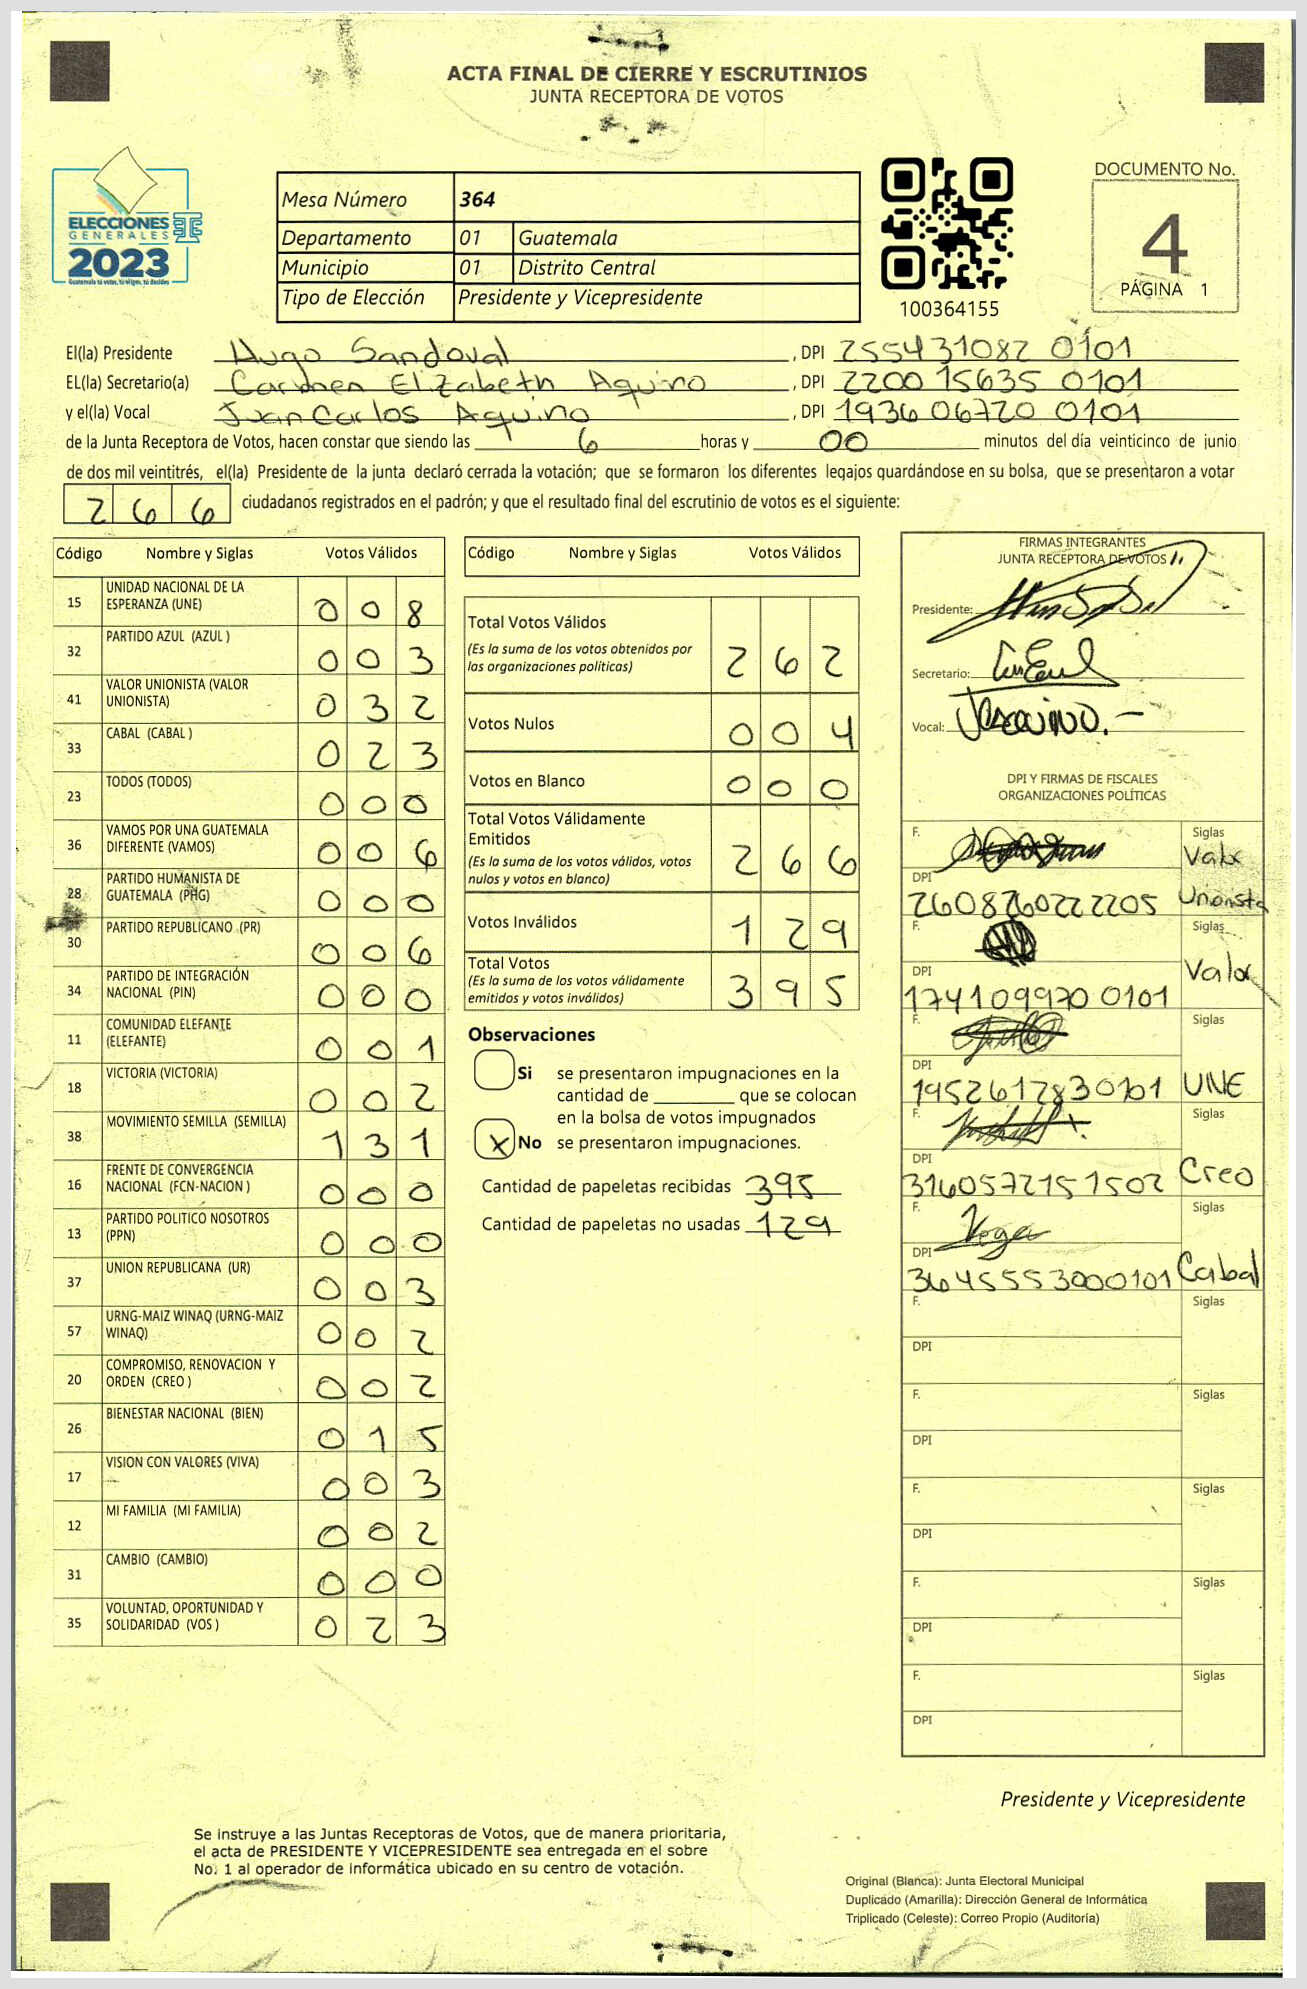 ACTA FINAL DE CIERRE Y ESCRUTINIOS
JUNTA RECEPTORA DE VOTOS
ELECCIONES
GENERALES
2023
Guatemala tú votas, tú eliges, tú decides
Mesa Número 364
Departamento 01 Guatemala
Municipio 01 Distrito Central
Tipo de Elección Presidente y Vicepresidente
100364155
DOCUMENTO No.
4
PÁGINA 1
El(la) Presidente Hugo Sandoval , DPI 255431082 0101
EL(la) Secretario(a) Carmen Elizabeth Aquino , DPI 2200 15635 0101
y el(la) Vocal Juan Carlos Aquino , DPI 1936 06720 0101
de la Junta Receptora de Votos, hacen constar que siendo las 6 horas y 00 minutos del día veinticinco de junio
de dos mil veintitrés, el(la) Presidente de la junta declaró cerrada la votación; que se formaron los diferentes legajos quardándose en su bolsa, que se presentaron a votar
266 ciudadanos registrados en el padrón; y que el resultado final del escrutinio de votos es el siguiente:
Código Nombre y Siglas Votos Válidos
15 UNIDAD NACIONAL DE LA ESPERANZA (UNE) 0 0 8
32 PARTIDO AZUL (AZUL ) 0 0 3
41 VALOR UNIONISTA (VALOR UNIONISTA) 0 3 2
33 CABAL (CABAL ) 0 2 3
23 TODOS (TODOS) 0 0 0
36 VAMOS POR UNA GUATEMALA DIFERENTE (VAMOS) 0 0 6
28 PARTIDO HUMANISTA DE GUATEMALA (PHG) 0 0 0
30 PARTIDO REPUBLICANO (PR) 0 0 6
34 PARTIDO DE INTEGRACIÓN NACIONAL (PIN) 0 0 0
11 COMUNIDAD ELEFANTE (ELEFANTE) 0 0 1
18 VICTORIA (VICTORIA) 0 0 2
38 MOVIMIENTO SEMILLA (SEMILLA) 1 3 1
16 FRENTE DE CONVERGENCIA NACIONAL (FCN-NACION ) 0 0 0
13 PARTIDO POLITICO NOSOTROS (PPN) 0 0 0
37 UNION REPUBLICANA (UR) 0 0 3
57 URNG-MAIZ WINAQ (URNG-MAIZ WINAQ) 0 0 2
20 COMPROMISO, RENOVACION Y ORDEN (CREO ) 0 0 2
26 BIENESTAR NACIONAL (BIEN) 0 1 5
17 VISION CON VALORES (VIVA) 0 0 3
12 MI FAMILIA (MI FAMILIA) 0 0 2
31 CAMBIO (CAMBIO) 0 0 0
35 VOLUNTAD, OPORTUNIDAD Y SOLIDARIDAD (VOS ) 0 2 3
Código Nombre y Siglas Votos Válidos
Total Votos Válidos 2 6 2
(Es la suma de los votos obtenidos por
las organizaciones políticas)
Votos Nulos 0 0 4
Votos en Blanco 0 0 0
Total Votos Válidamente
Emitidos 2 6 6
(Es la suma de los votos válidos, votos
nulos y votos en blanco)
Votos Inválidos 1 2 9
Total Votos 3 9 5
(Es la suma de los votos válidamente
emitidos y votos inválidos)
Observaciones
Si se presentaron impugnaciones en la
cantidad de ________ que se colocan
en la bolsa de votos impugnados
X No se presentaron impugnaciones.
Cantidad de papeletas recibidas 395
Cantidad de papeletas no usadas 129
FIRMAS INTEGRANTES
JUNTA RECEPTORA DE VOTOS
Presidente:
Secretario:
Vocal: JCAQUINO.-
DPI Y FIRMAS DE FISCALES
ORGANIZACIONES POLÍTICAS
F. Siglas
Valor Unionista
DPI 2608260222205
F. Siglas
Valor
DPI 174109970 0101
F. Siglas
UNE
DPI 1952617830101
F. Siglas
Creo
DPI 3160572151502
F. Siglas
Cabal
DPI 3645553000101
F. Siglas
DPI
F. Siglas
DPI
F. Siglas
DPI
F. Siglas
DPI
F. Siglas
DPI
Presidente y Vicepresidente
Se instruye a las Juntas Receptoras de Votos, que de manera prioritaria,
el acta de PRESIDENTE Y VICEPRESIDENTE sea entregada en el sobre
No. 1 al operador de informática ubicado en su centro de votación.
Original (Blanca): Junta Electoral Municipal
Duplicado (Amarilla): Dirección General de Informática
Triplicado (Celeste): Correo Propio (Auditoría)